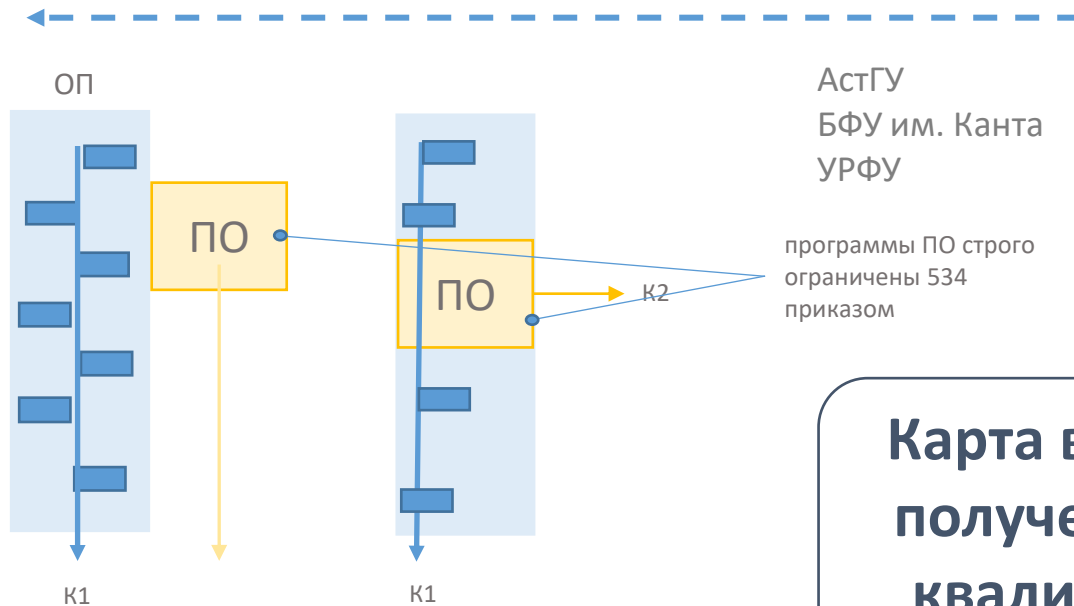 ОП
АстГУ
БФУ им. Канта
УРФУ
ПО
ПО
К2
программы ПО строго
ограничены 534
приказом
Карта в
получе
квали
К1
К1